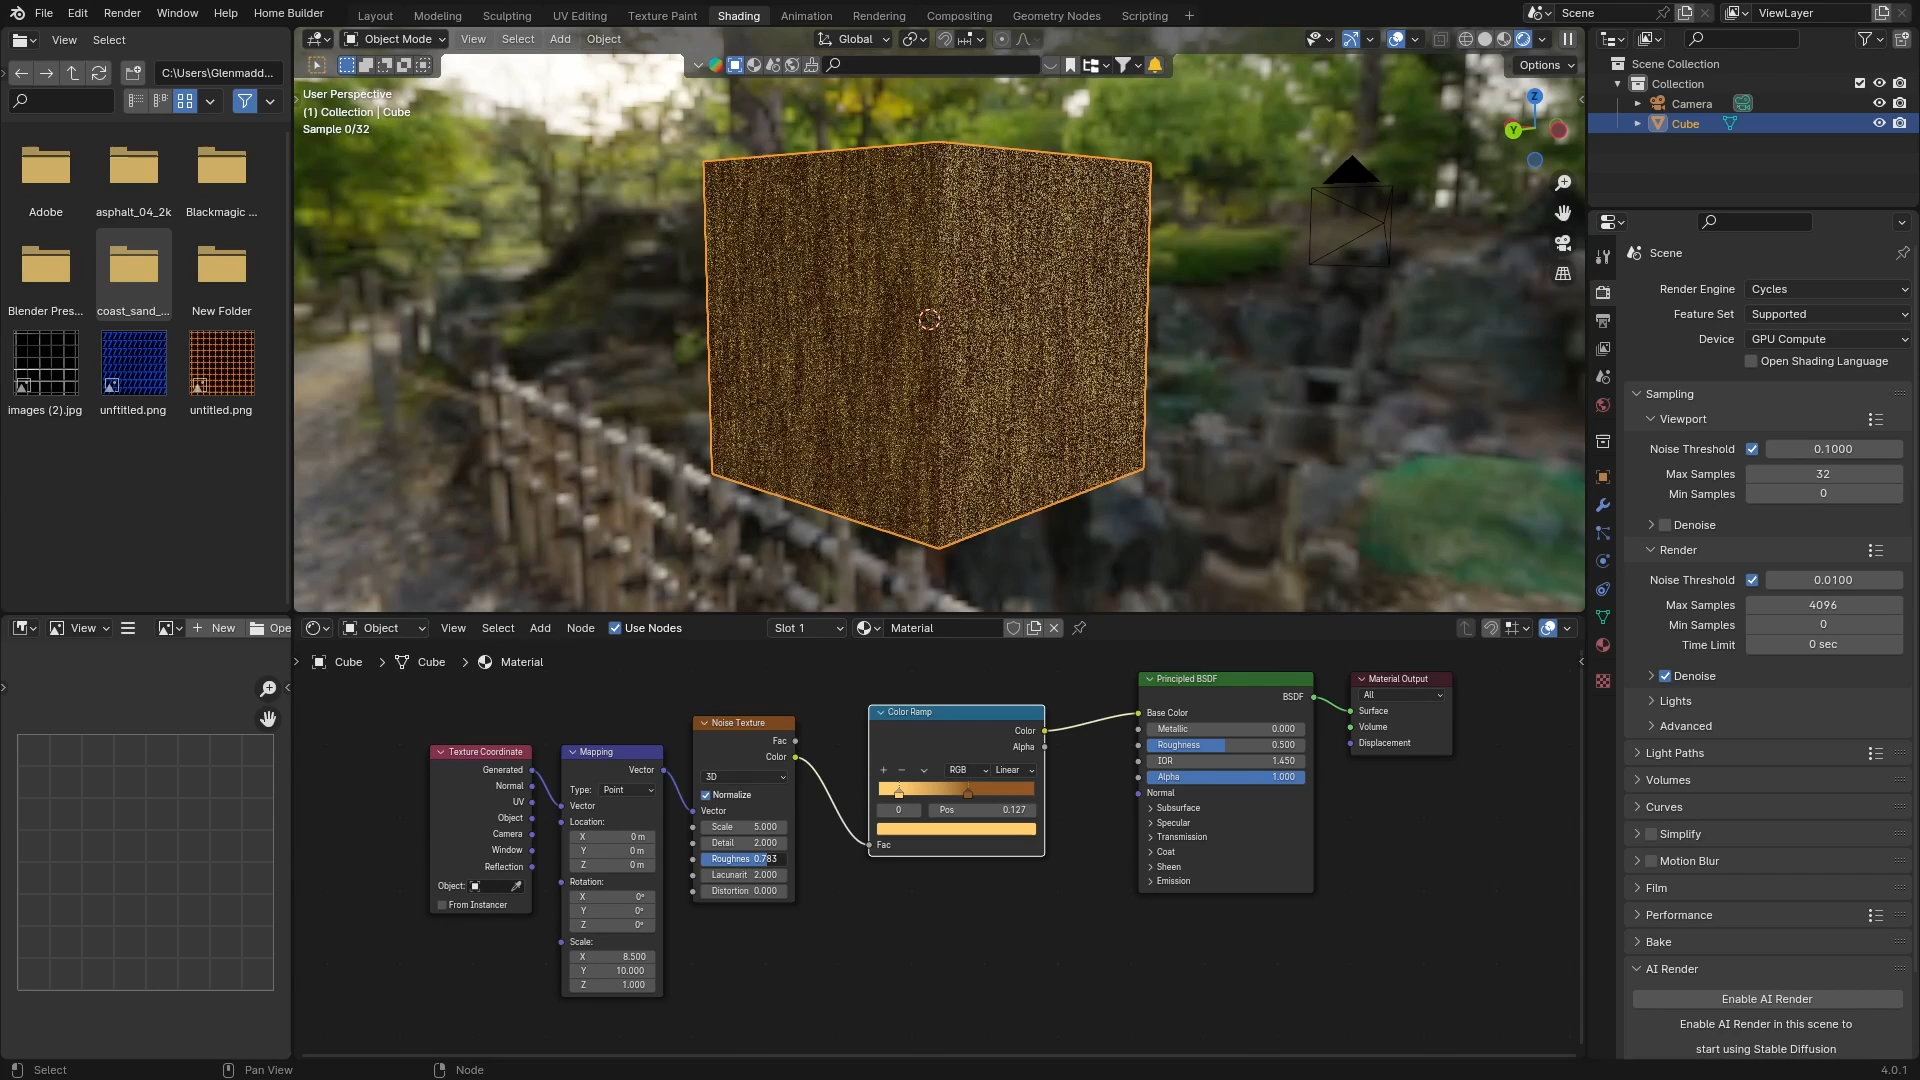 File Edit Render Window Help Home Builder
Layout Modeling Sculpting UV Editing Texture Paint Shading Animation Rendering Compositing Geometry Nodes Scripting +
Scene
ViewLayer
View Select
C:\Users\Glenmadd...
Adobe
asphalt_04_2k
Blackmagic ...
Blender Pres...
coast_sand_...
New Folder
images (2).jpg
unftitled.png
untitled.png
Object Mode View Select Add Object
Global
Options
User Perspective
(1) Collection | Cube
Sample 0/32
Z
Y
Scene Collection
Collection
Camera
Cube
Scene
Render Engine Cycles
Feature Set Supported
Device GPU Compute
Open Shading Language
Sampling
Viewport
Noise Threshold 0.1000
Max Samples 32
Min Samples 0
Denoise
Render
Noise Threshold 0.0100
Max Samples 4096
Min Samples 0
Time Limit 0 sec
Denoise
Lights
Advanced
Light Paths
Volumes
Curves
Simplify
Motion Blur
Film
Performance
Bake
AI Render
Enable AI Render
Enable AI Render in this scene to
start using Stable Diffusion
View
New
Ope
Object View Select Add Node Use Nodes
Slot 1
Material
Cube > Cube > Material
Texture Coordinate
Generated
Normal
UV
Object
Camera
Window
Reflection
Object:
From Instancer
Mapping
Vector
Type: Point
Vector
Location:
X 0 m
Y 0 m
Z 0 m
Rotation:
X 0°
Y 0°
Z 0°
Scale:
X 8.500
Y 10.000
Z 1.000
Noise Texture
Fac
Color
3D
Normalize
Vector
Scale 5.000
Detail 2.000
Roughnes 0.783
Lacunarit 2.000
Distortion 0.000
Color Ramp
Color
Alpha
RGB Linear
0 Pos 0.127
Fac
Principled BSDF
BSDF
Base Color
Metallic 0.000
Roughness 0.500
IOR 1.450
Alpha 1.000
Normal
Subsurface
Specular
Transmission
Coat
Sheen
Emission
Material Output
All
Surface
Volume
Displacement
Select Pan View Node
4.0.1